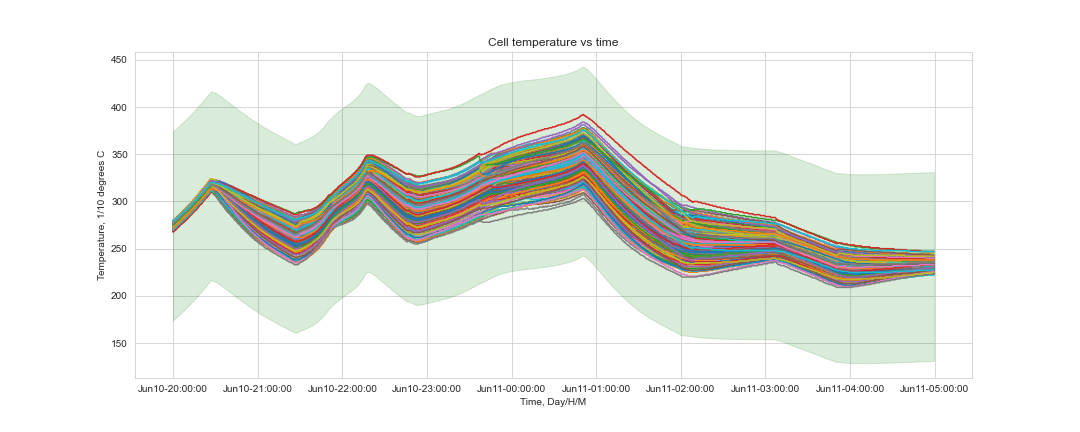 Cell temperature vs time
Temperature, 1/10 degrees C
450
400
350
300
250
200
150
Jun10-20:00:00 Jun10-21:00:00 Jun10-22:00:00 Jun10-23:00:00 Jun11-00:00:00 Jun11-01:00:00 Jun11-02:00:00 Jun11-03:00:00 Jun11-04:00:00 Jun11-05:00:00
Time, Day/H/M